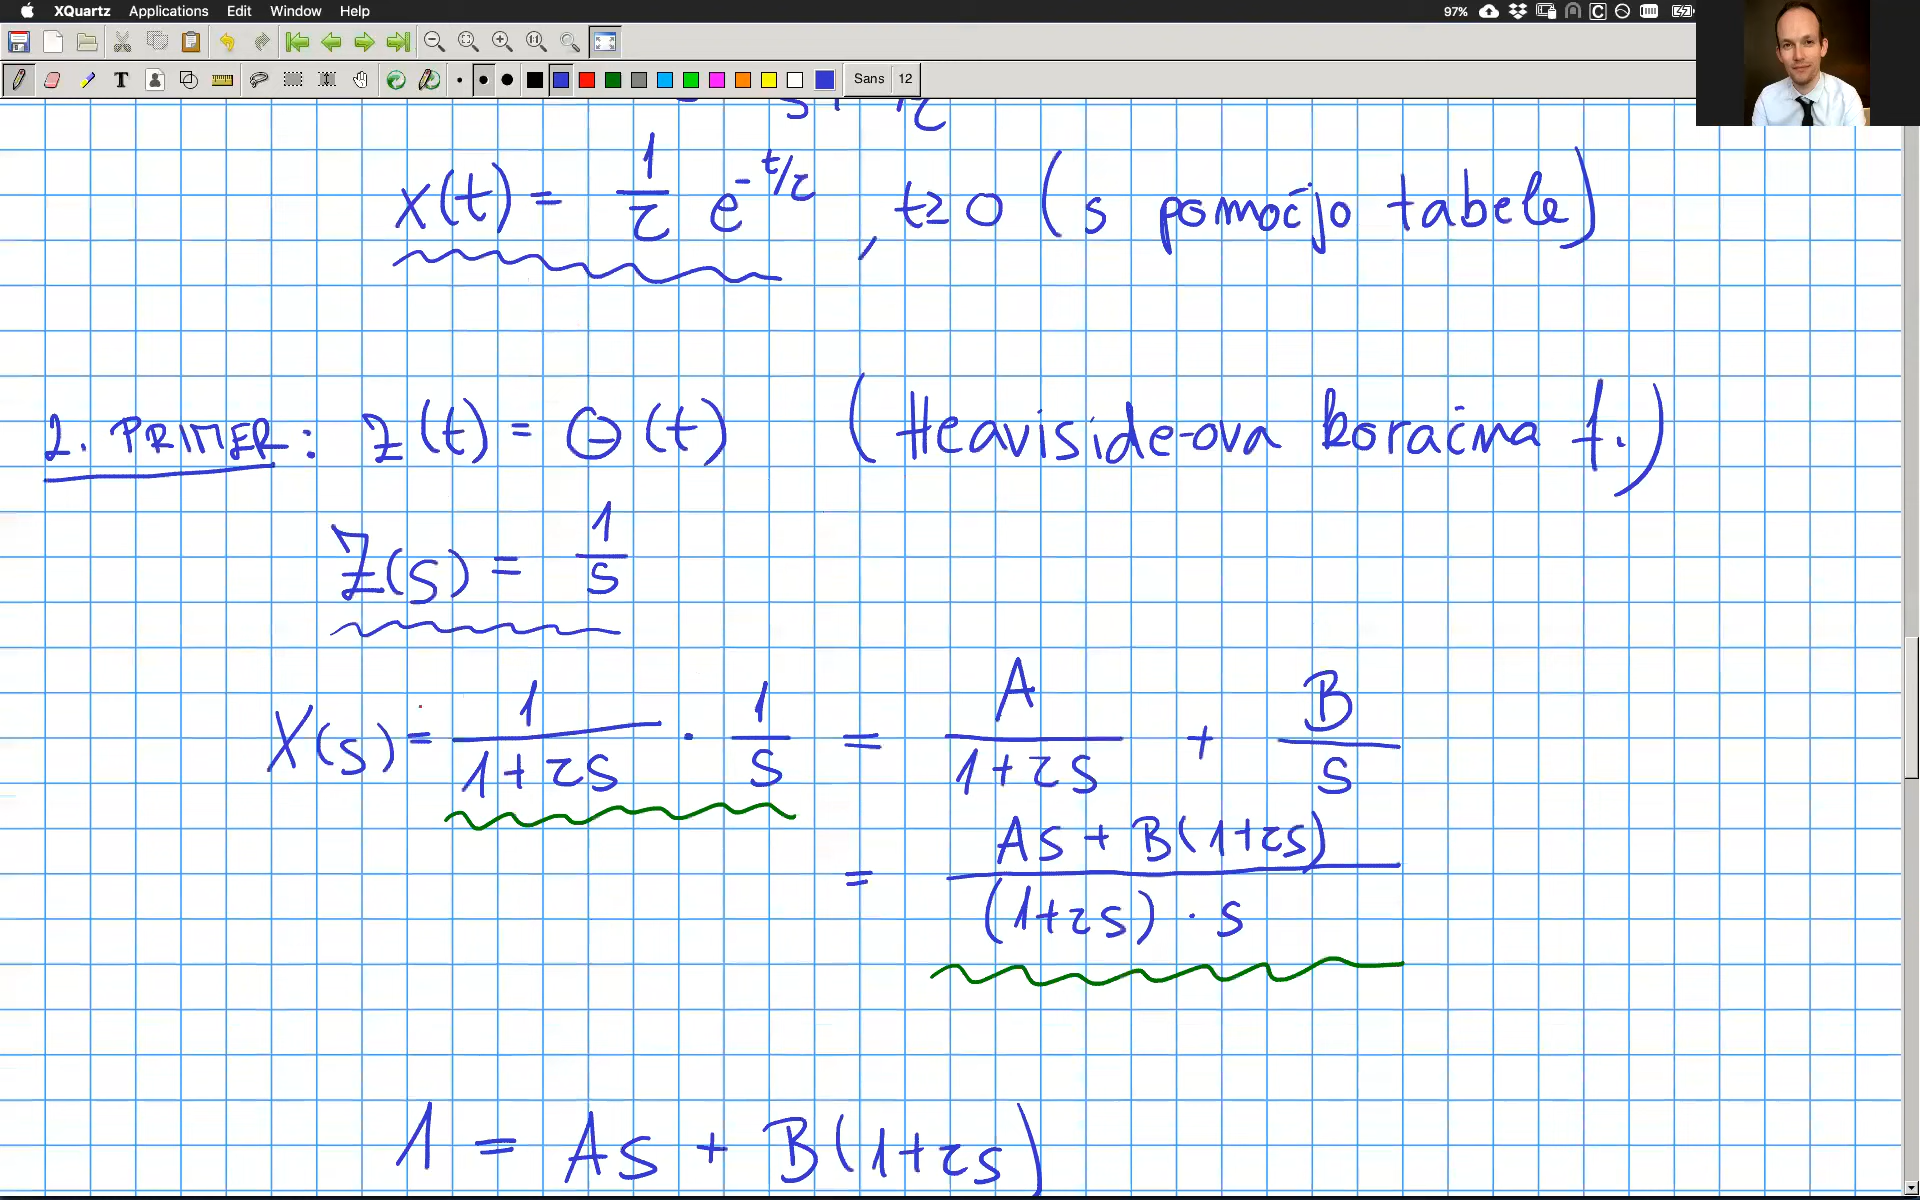 XQuartz Applications Edit Window Help 97%
Sans 12
x(t) = 1/τ e^{-t/τ}, t ≥ 0 (s pomočjo tabele)
2. PRIMER: z(t) = Θ(t) (Heaviside-ova koračna f.)
Z(s) = 1/s
X(s) = 1/(1+τs) · 1/s = A/(1+τs) + B/s
= (As + B(1+τs))/((1+τs) · s)
1 = As + B(1+τs)